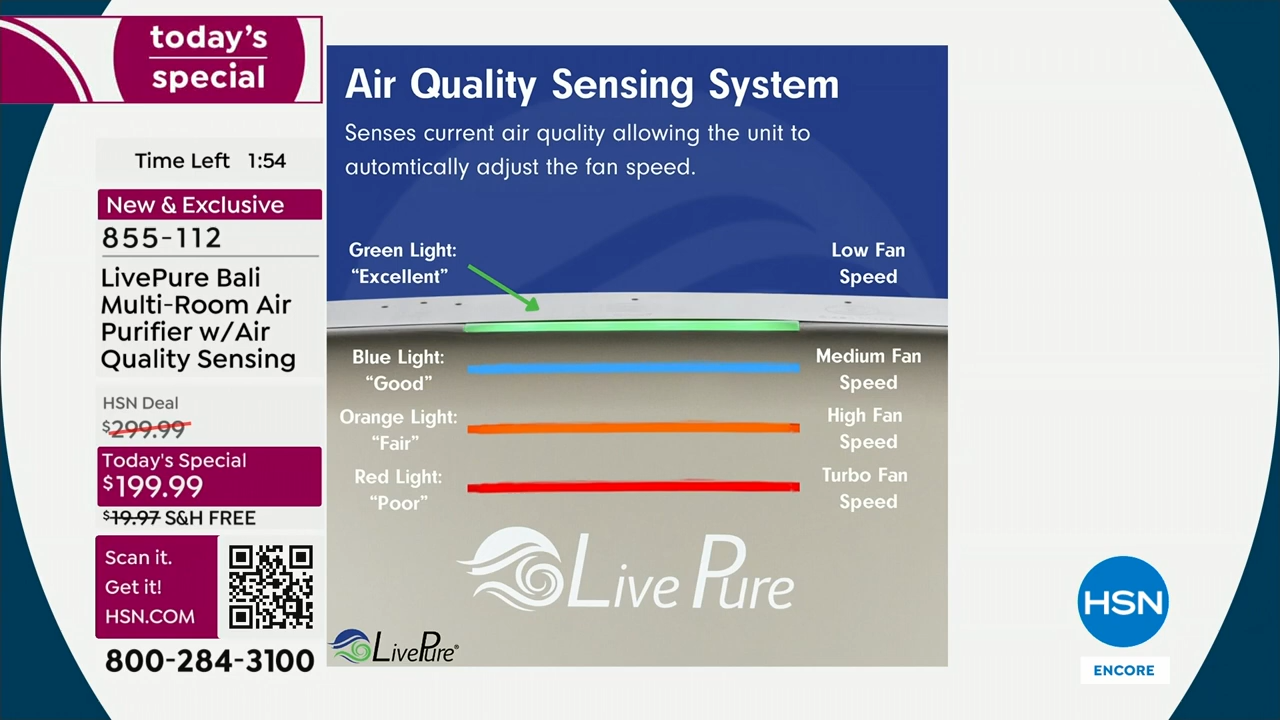 today's
special
Time Left 1:54
New & Exclusive
855-112
LivePure Bali
Multi-Room Air
Purifier w/Air
Quality Sensing
HSN Deal
$299.99
Today's Special
$199.99
$19.97 S&H FREE
Scan it.
Get it!
HSN.COM
800-284-3100
Air Quality Sensing System
Senses current air quality allowing the unit to
automtically adjust the fan speed.
Green Light:
“Excellent”
Low Fan
Speed
Blue Light:
“Good”
Medium Fan
Speed
Orange Light:
“Fair”
High Fan
Speed
Red Light:
“Poor”
Turbo Fan
Speed
Live Pure
LivePure®
HSN
ENCORE